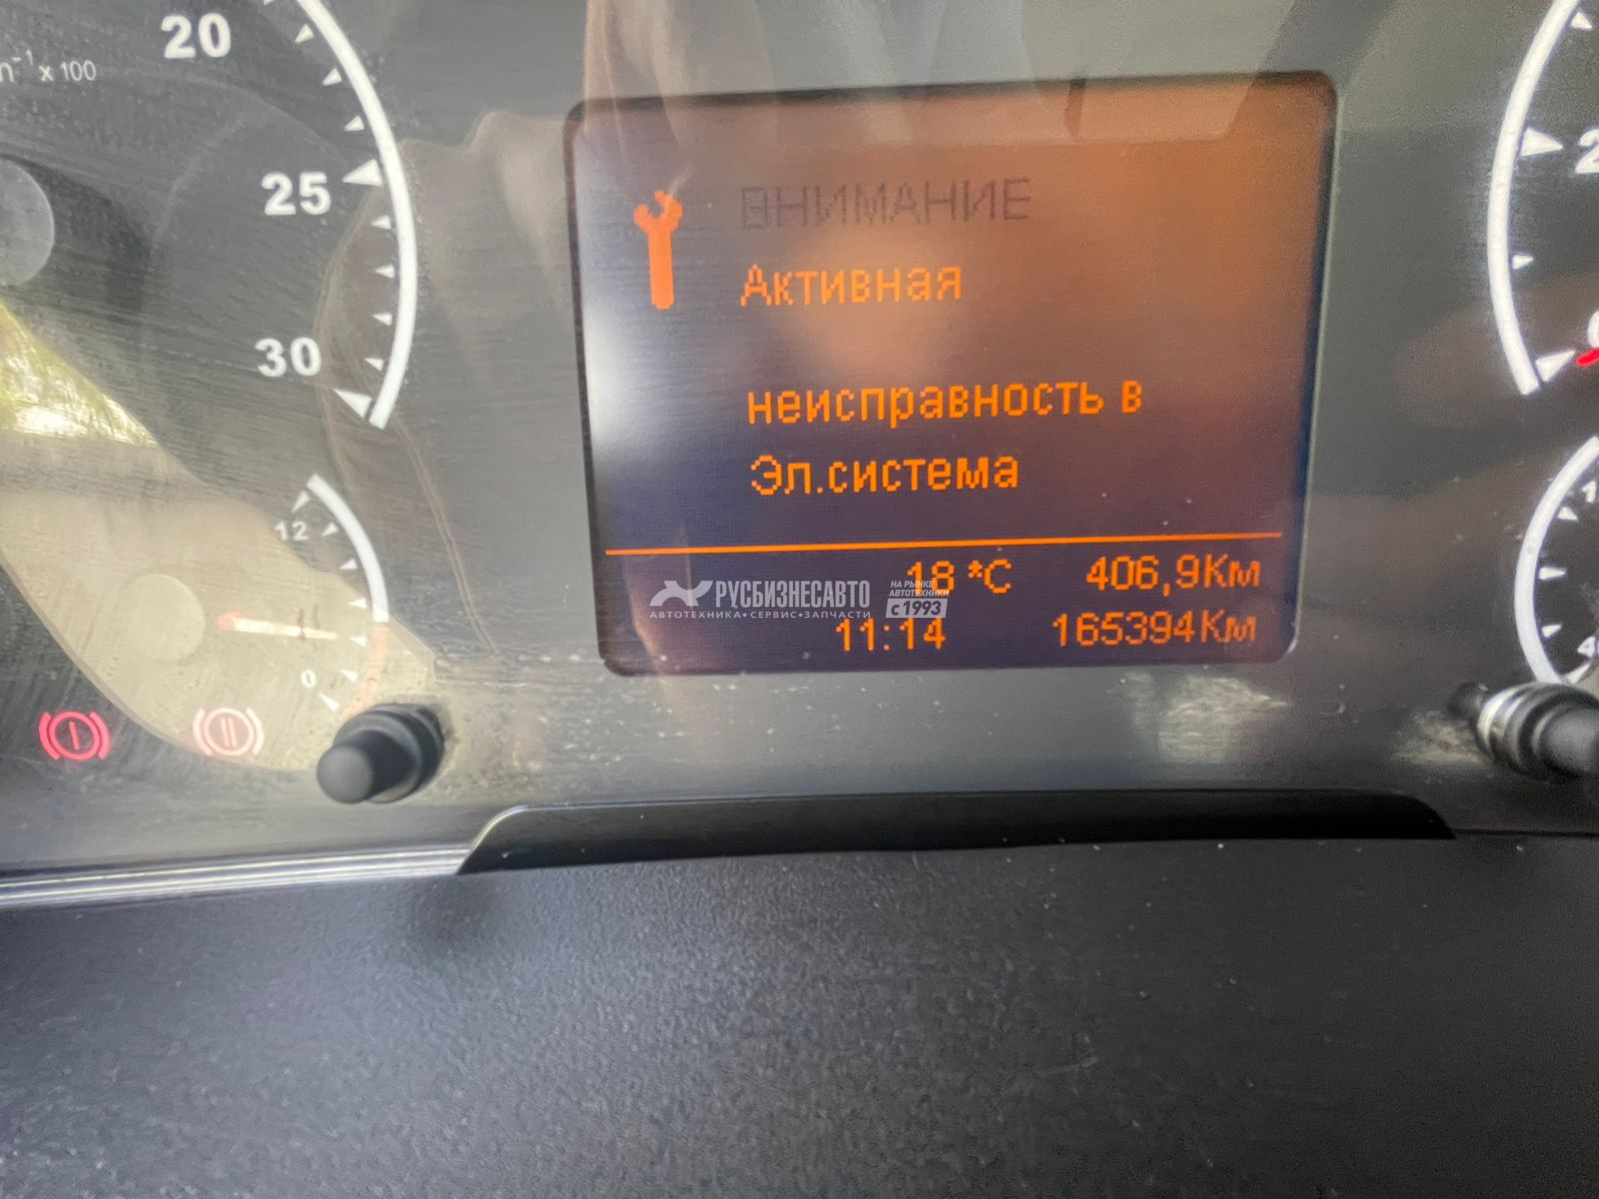 20
n⁻¹ x 100
25
30
12
0
ВНИМАНИЕ
Активная
неисправность в
Эл.система
18 *C 406,9Км
11:14 165394Км
РУСБИЗНЕСАВТО
АВТОТЕХНИКА•СЕРВИС•ЗАПЧАСТИ
НА РЫНКЕ
АВТОТЕХНИКИ
с 1993